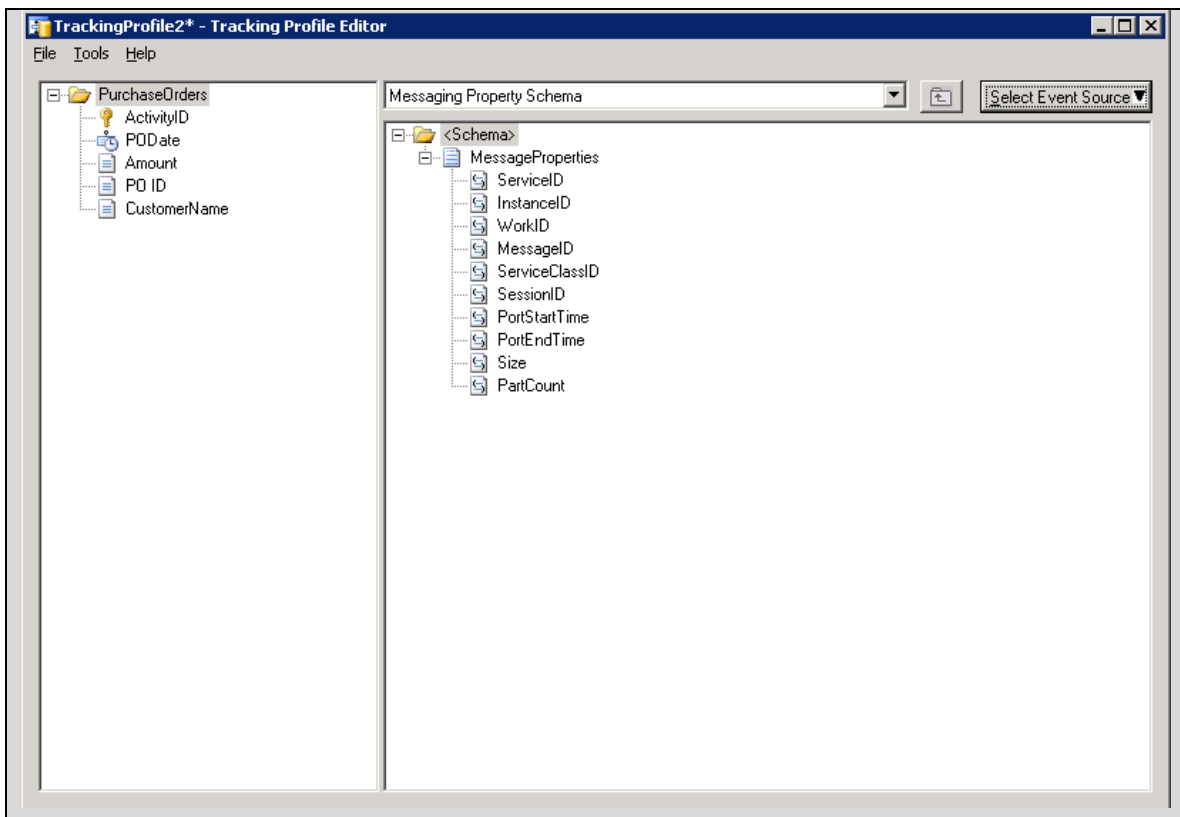 TrackingProfile2* - Tracking Profile Editor
File Tools Help
PurchaseOrders
ActivityID
PODate
Amount
PO ID
CustomerName
Messaging Property Schema
Select Event Source
<Schema>
MessageProperties
ServiceID
InstanceID
WorkID
MessageID
ServiceClassID
SessionID
PortStartTime
PortEndTime
Size
PartCount